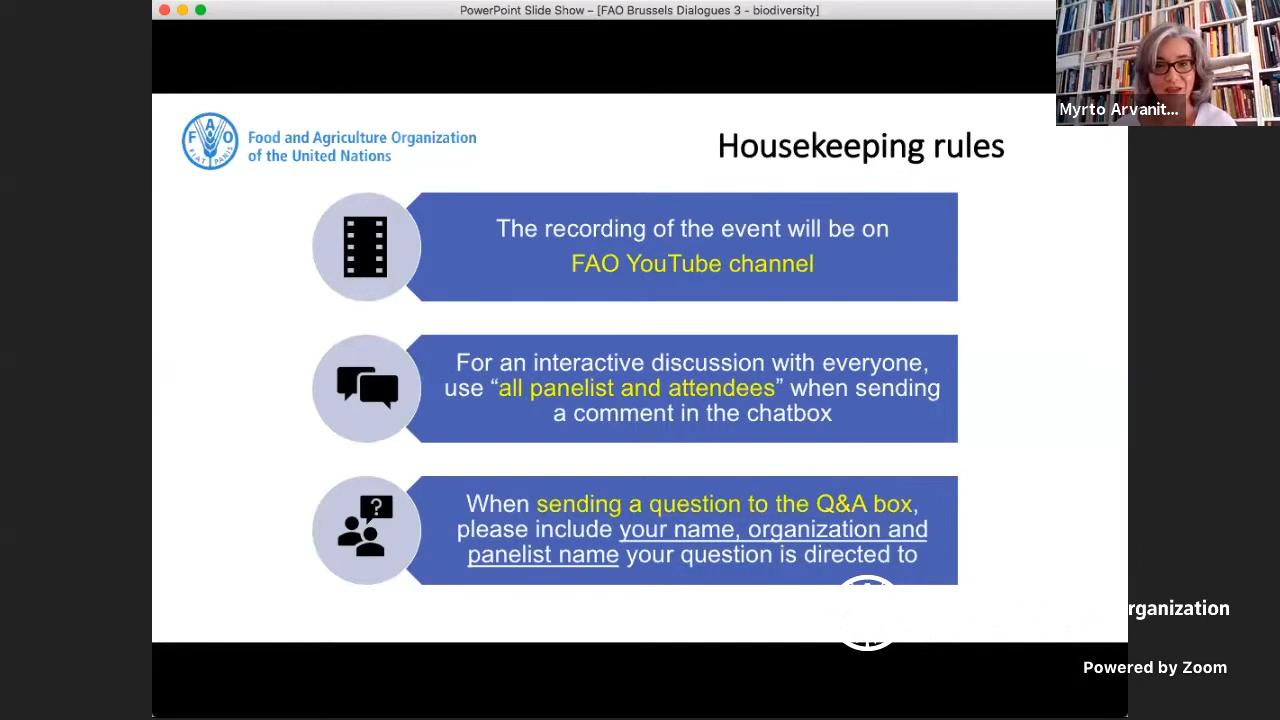 PowerPoint Slide Show – [FAO Brussels Dialogues 3 - biodiversity]
Myrto Arvanit...
F A O
FIAT PANIS
Food and Agriculture Organization
of the United Nations
Housekeeping rules
The recording of the event will be on
FAO YouTube channel
For an interactive discussion with everyone,
use “all panelist and attendees” when sending
a comment in the chatbox
?
When sending a question to the Q&A box,
please include your name, organization and
panelist name your question is directed to
rganization
Powered by Zoom